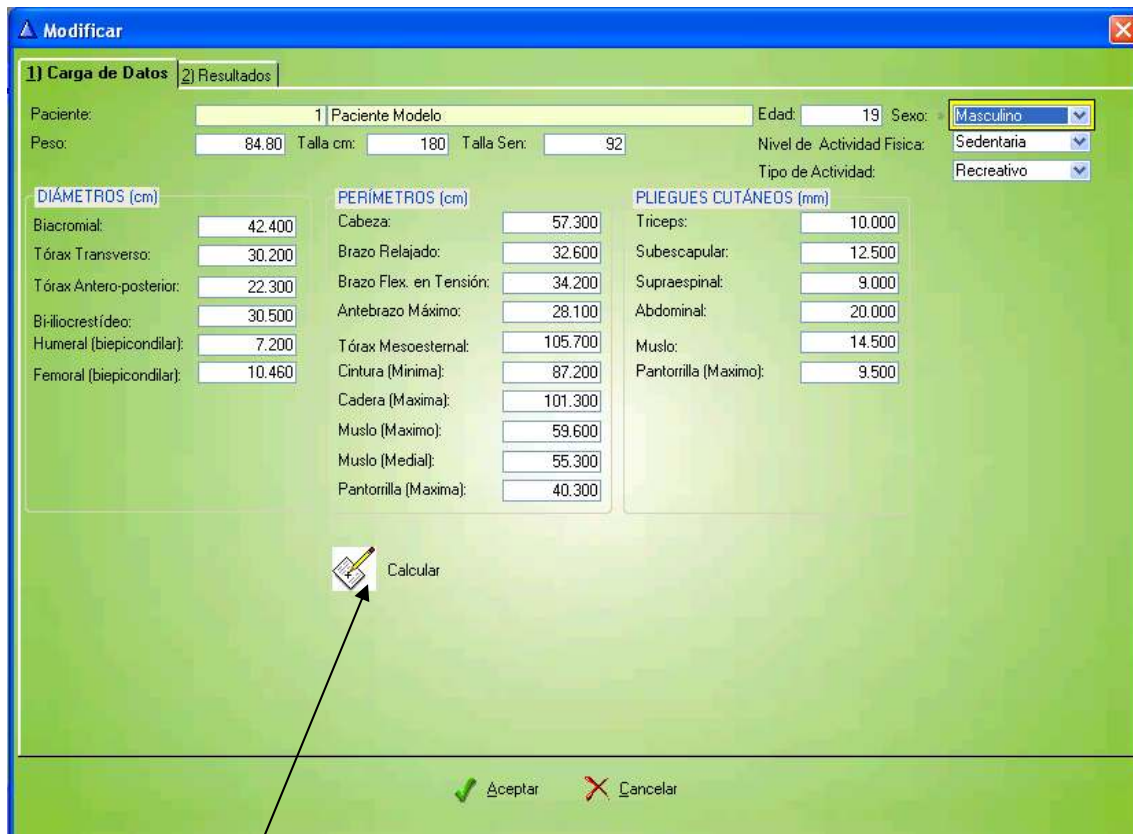 Modificar
1) Carga de Datos 2) Resultados
Paciente: 1 Paciente Modelo Edad: 19 Sexo: Masculino
Peso: 84.80 Talla cm: 180 Talla Sen: 92 Nivel de Actividad Fisica: Sedentaria
Tipo de Actividad: Recreativo
DIÁMETROS (cm)
Biacromial: 42.400
Tórax Transverso: 30.200
Tórax Antero-posterior: 22.300
Bi-iliocrestídeo: 30.500
Humeral (biepicondilar): 7.200
Femoral (biepicondilar): 10.460
PERÍMETROS (cm)
Cabeza: 57.300
Brazo Relajado: 32.600
Brazo Flex. en Tensión: 34.200
Antebrazo Máximo: 28.100
Tórax Mesoesternal: 105.700
Cintura (Minima): 87.200
Cadera (Maxima): 101.300
Muslo (Maximo): 59.600
Muslo (Medial): 55.300
Pantorrilla (Maxima): 40.300
PLIEGUES CUTÁNEOS (mm)
Triceps: 10.000
Subescapular: 12.500
Supraespinal: 9.000
Abdominal: 20.000
Muslo: 14.500
Pantorrilla (Maximo): 9.500
Calcular
Aceptar Cancelar